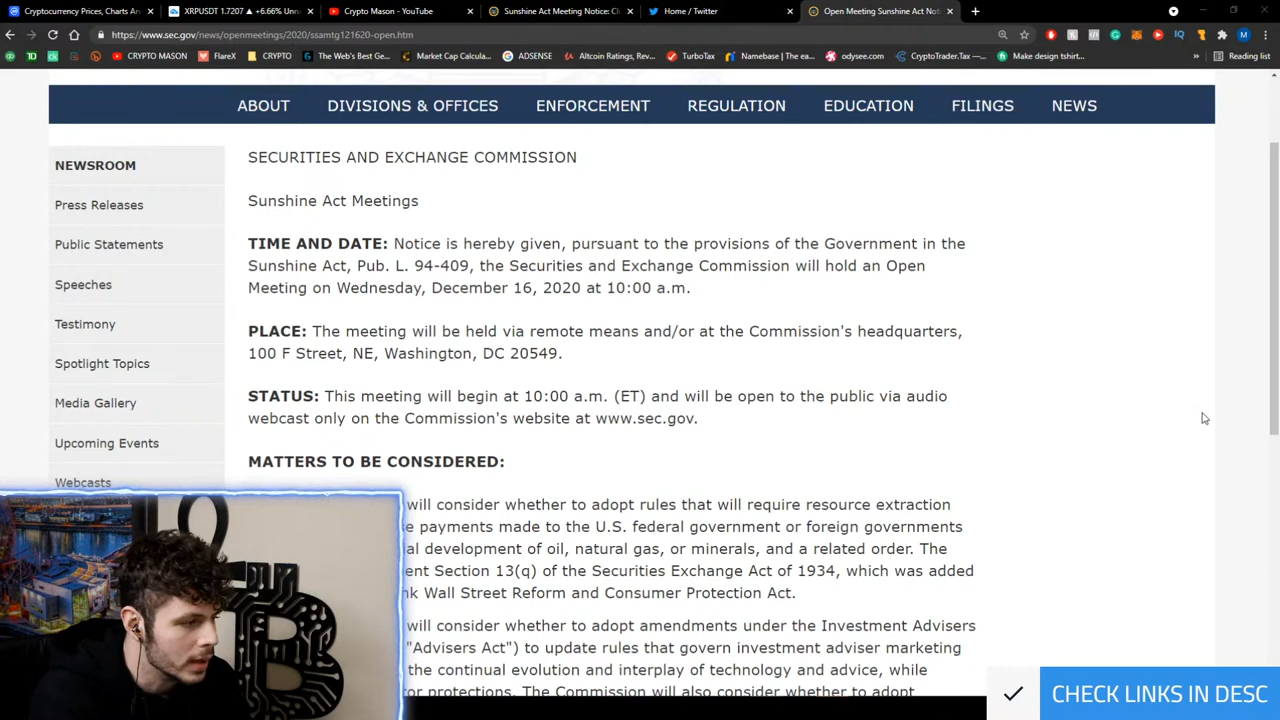 Cryptocurrency Prices, Charts An
XRPUSDT 1.7207 ▲ +6.66% Unn
Crypto Mason - YouTube
Sunshine Act Meeting Notice: Cl
Home / Twitter
Open Meeting Sunshine Act Not
https://www.sec.gov/news/openmeetings/2020/ssamtg121620-open.htm
CRYPTO MASON
FlareX
CRYPTO
The Web's Best Ge...
Market Cap Calcula...
ADSENSE
Altcoin Ratings, Rev...
TurboTax
Namebase | The ea...
odysee.com
CryptoTrader.Tax —...
Make design tshirt...
Reading list
ABOUT DIVISIONS & OFFICES ENFORCEMENT REGULATION EDUCATION FILINGS NEWS
NEWSROOM
Press Releases
Public Statements
Speeches
Testimony
Spotlight Topics
Media Gallery
Upcoming Events
Webcasts
SECURITIES AND EXCHANGE COMMISSION
Sunshine Act Meetings
TIME AND DATE: Notice is hereby given, pursuant to the provisions of the Government in the
Sunshine Act, Pub. L. 94-409, the Securities and Exchange Commission will hold an Open
Meeting on Wednesday, December 16, 2020 at 10:00 a.m.
PLACE: The meeting will be held via remote means and/or at the Commission's headquarters,
100 F Street, NE, Washington, DC 20549.
STATUS: This meeting will begin at 10:00 a.m. (ET) and will be open to the public via audio
webcast only on the Commission's website at www.sec.gov.
MATTERS TO BE CONSIDERED:
will consider whether to adopt rules that will require resource extraction
payments made to the U.S. federal government or foreign governments
development of oil, natural gas, or minerals, and a related order. The
Section 13(q) of the Securities Exchange Act of 1934, which was added
Wall Street Reform and Consumer Protection Act.
will consider whether to adopt amendments under the Investment Advisers
"Advisers Act") to update rules that govern investment adviser marketing
the continual evolution and interplay of technology and advice, while
protections. The Commission will also consider whether to adopt
CHECK LINKS IN DESC